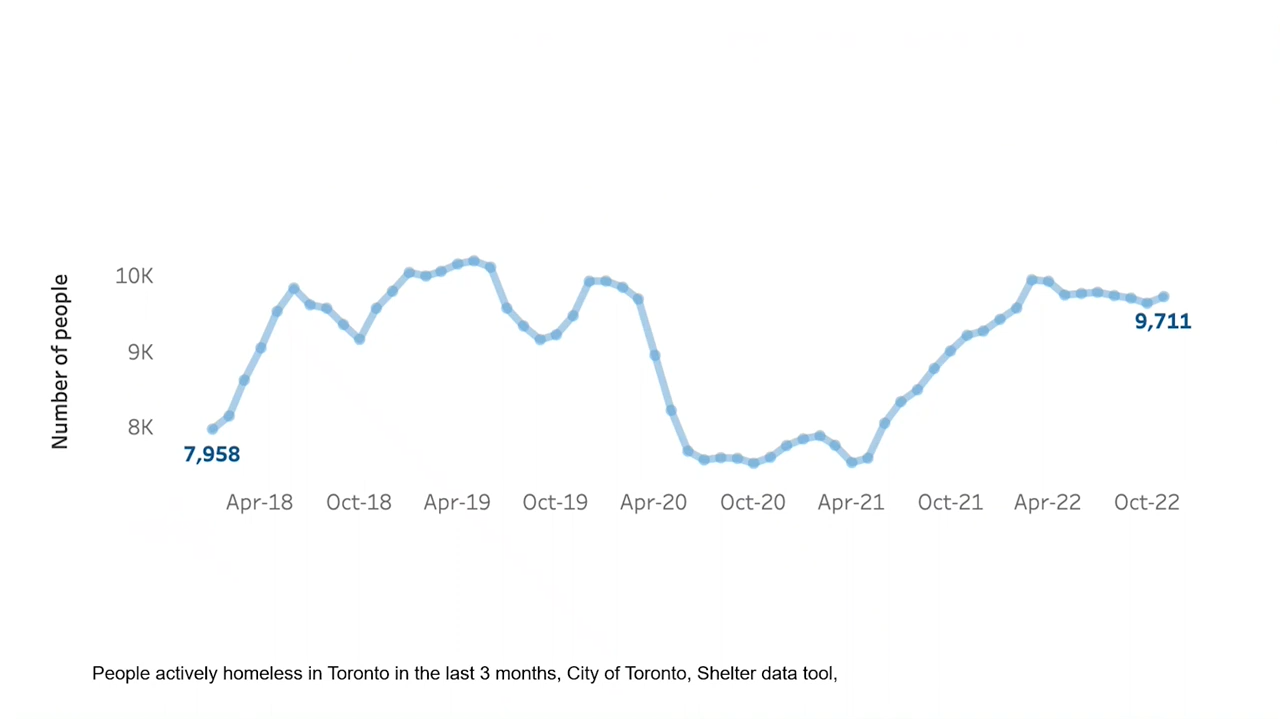 Number of people
10K
9K
8K
7,958
9,711
Apr-18 Oct-18 Apr-19 Oct-19 Apr-20 Oct-20 Apr-21 Oct-21 Apr-22 Oct-22
People actively homeless in Toronto in the last 3 months, City of Toronto, Shelter data tool,